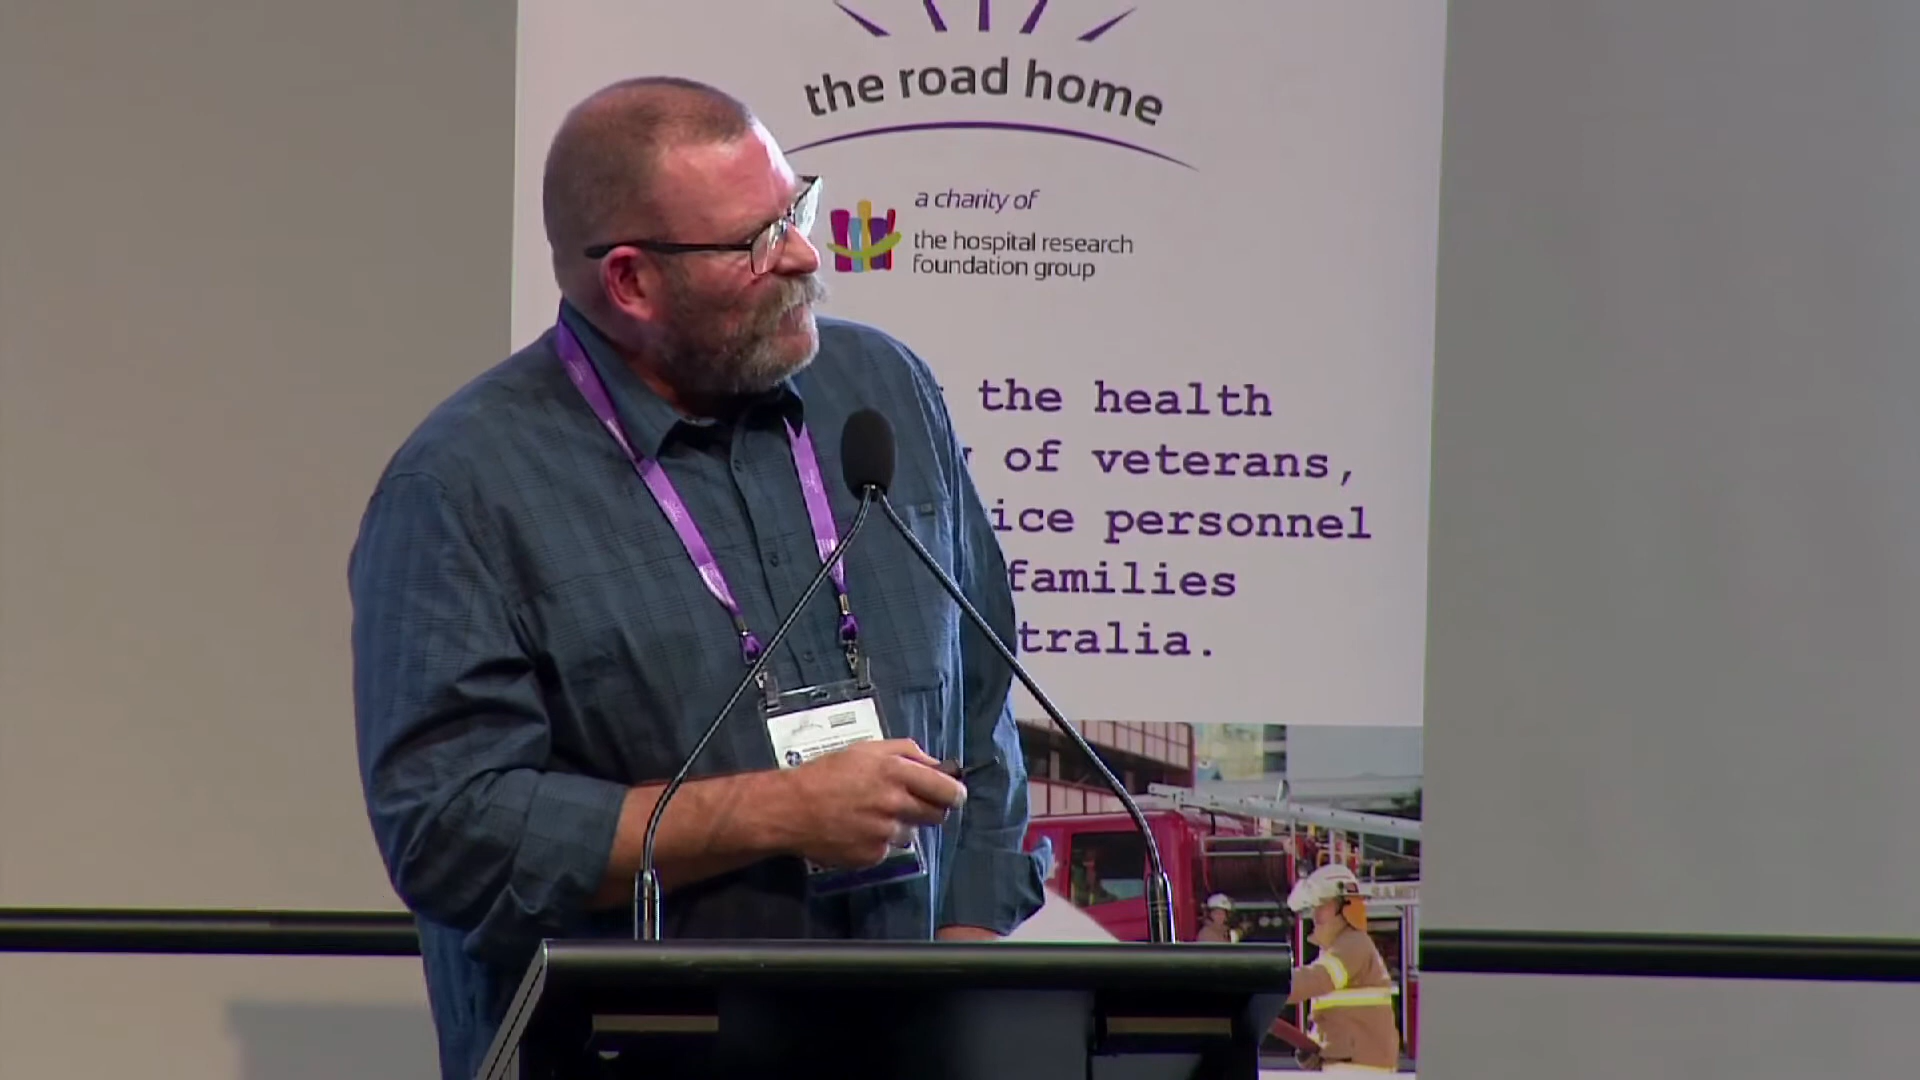 the road home
a charity of
the hospital research
foundation group
the health
of veterans,
ice personnel
families
tralia.